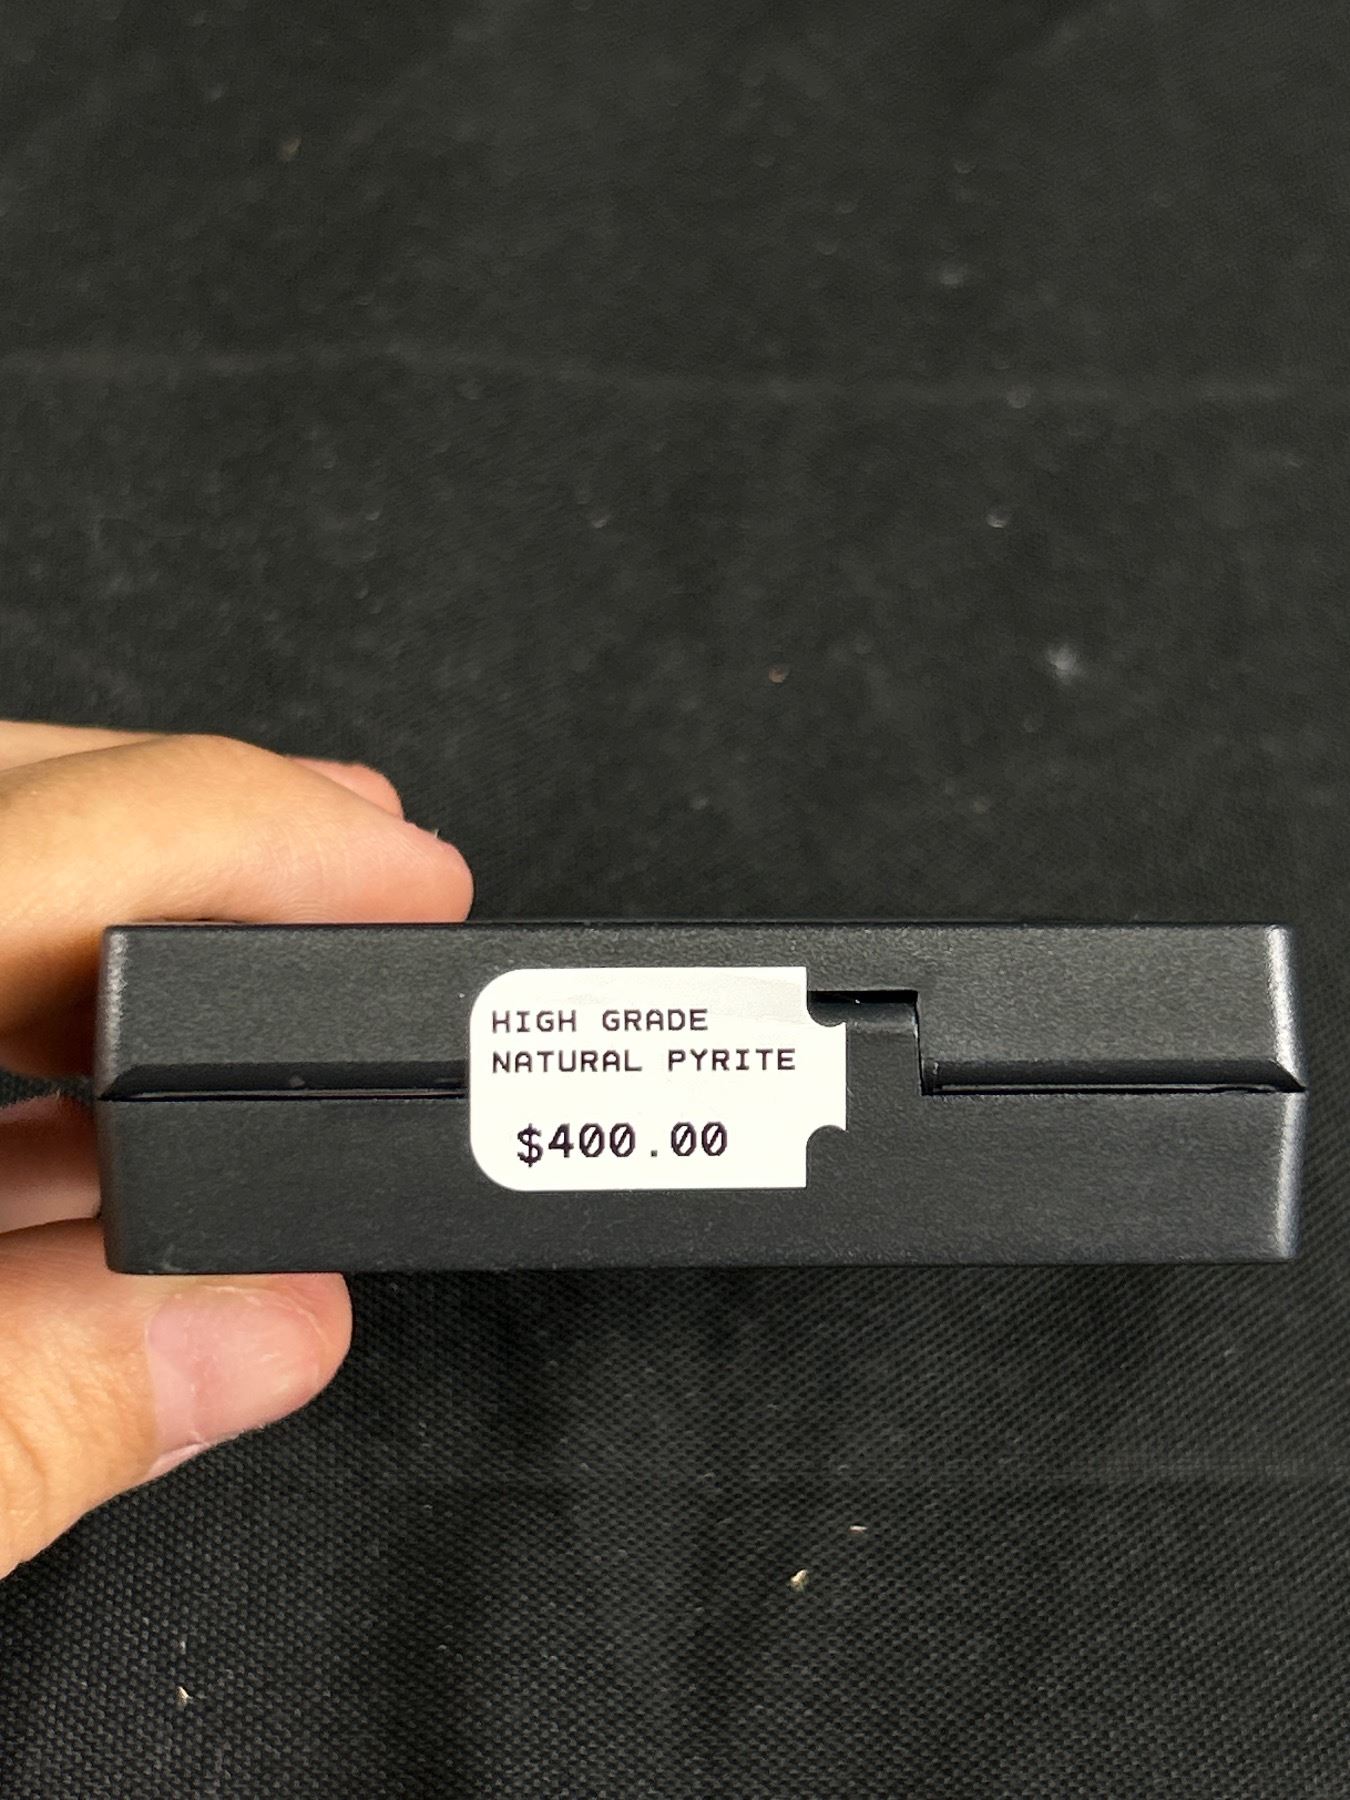 HIGH GRADE
NATURAL PYRITE
$400.00